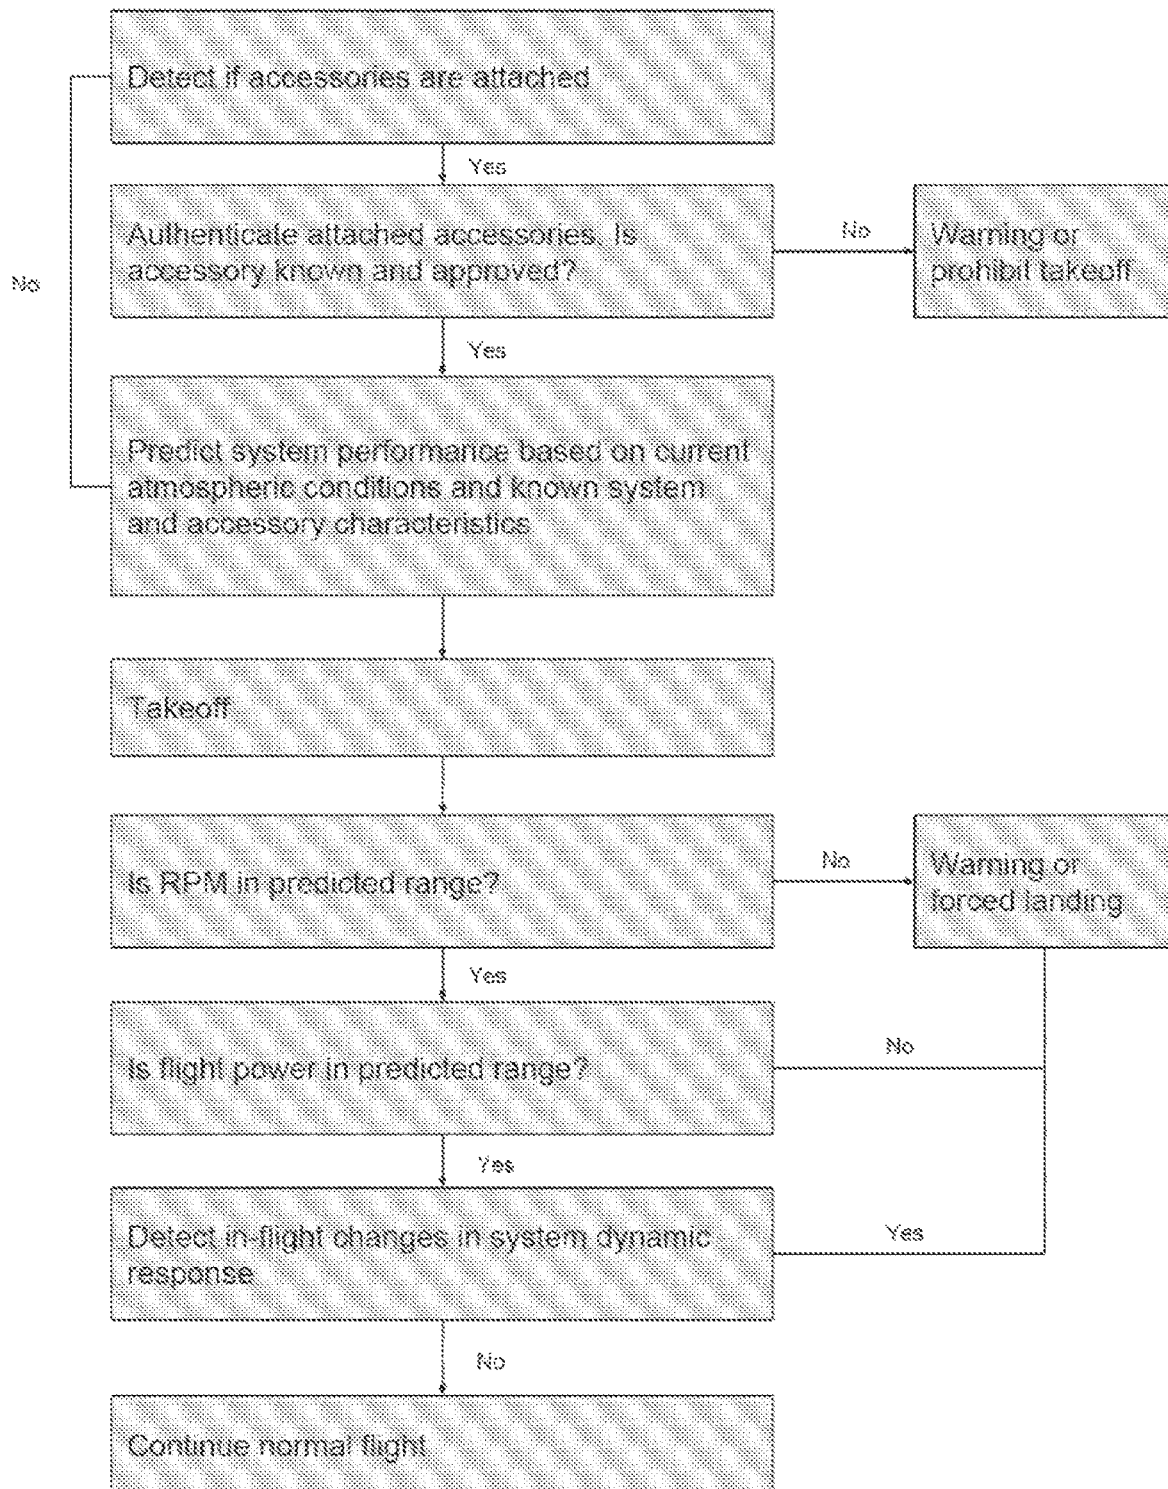 Detect if accessories are attached
Yes
Authenticate attached accessories. Is
accessory known and approved?
No
Warning or
prohibit takeoff
No
Yes
Predict system performance based on current
atmospheric conditions and known system
and accessory characteristics
Takeoff
Is RPM in predicted range?
No
Warning or
forced landing
Yes
Is flight power in predicted range?
No
Yes
Detect in-flight changes in system dynamic
response
Yes
No
Continue normal flight